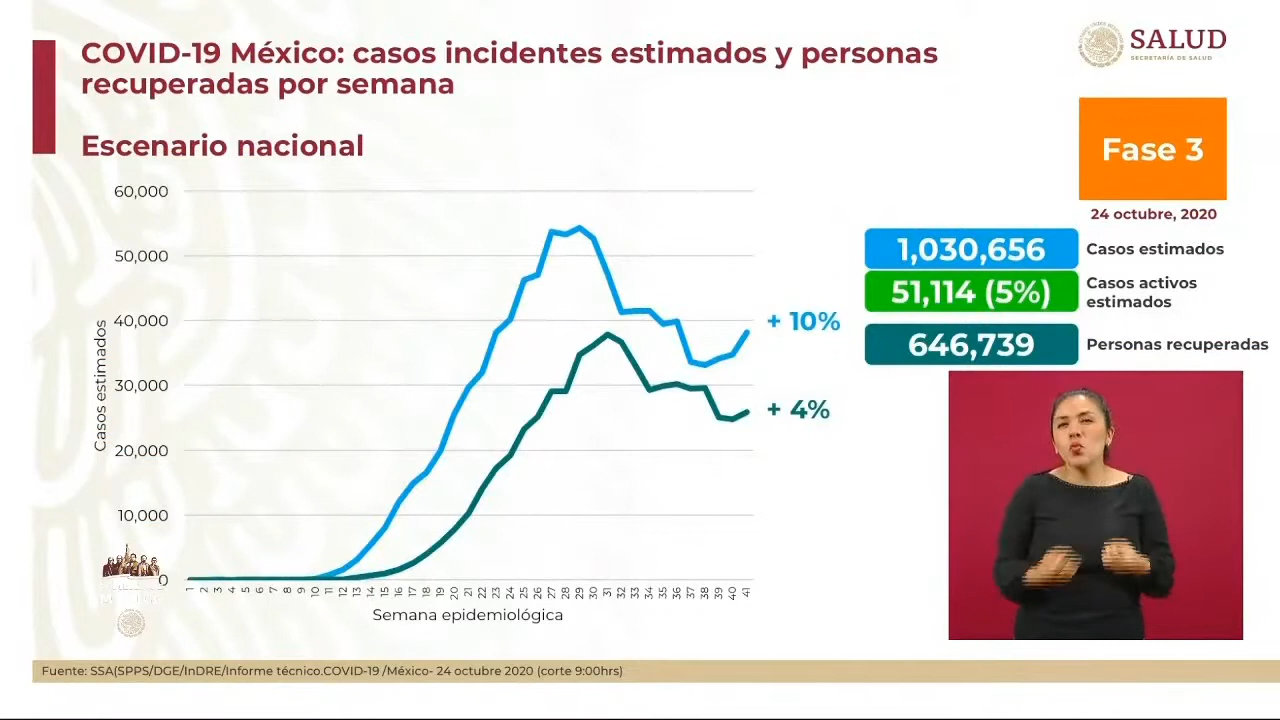 COVID-19 México: casos incidentes estimados y personas
recuperadas por semana
Escenario nacional
SALUD
SECRETARÍA DE SALUD
Fase 3
24 octubre, 2020
1,030,656 Casos estimados
51,114 (5%) Casos activos
estimados
646,739 Personas recuperadas
Casos estimados
60,000
50,000
40,000
30,000
20,000
10,000
0
+ 10%
+ 4%
1 2 3 4 5 6 7 8 9 10 11 12 13 14 15 16 17 18 19 20 21 22 23 24 25 26 27 28 29 30 31 32 33 34 35 36 37 38 39 40 41
Semana epidemiológica
Fuente: SSA(SPPS/DGE/InDRE/Informe técnico.COVID-19 /México- 24 octubre 2020 (corte 9:00hrs)